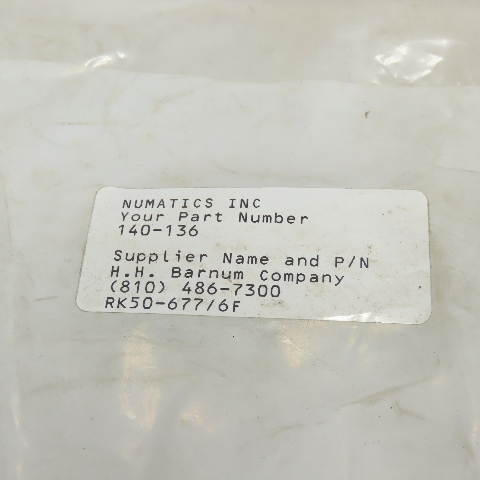 NUMATICS INC
Your Part Number
140-136
Supplier Name and P/N
H.H. Barnum Company
(810) 486-7300
RK50-677/6F